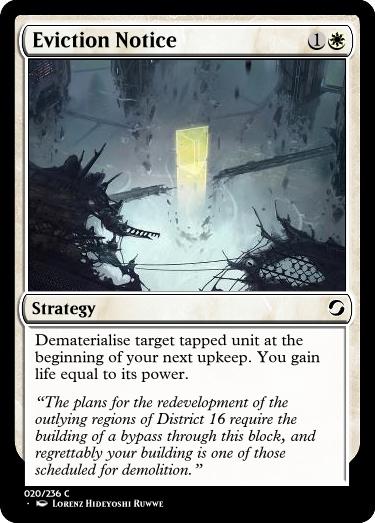 Eviction Notice 1
Strategy
Dematerialise target tapped unit at the
beginning of your next upkeep. You gain
life equal to its power.
“The plans for the redevelopment of the
outlying regions of District 16 require the
building of a bypass through this block, and
regrettably your building is one of those
scheduled for demolition.”
020/236 C
· Lorenz Hideyoshi Ruwwe